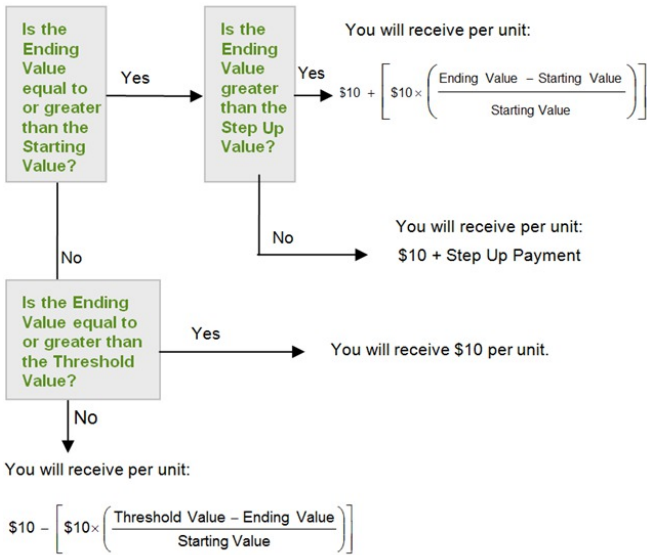 Is the
Ending
Value
equal to
or greater
than the
Starting
Value?
Yes
Is the
Ending
Value
greater
than the
Step Up
Value?
Yes
You will receive per unit:
$10 + [ $10× ( Ending Value – Starting Value
Starting Value ) ]
No
You will receive per unit:
$10 + Step Up Payment
No
Is the Ending
Value equal to
or greater than
the Threshold
Value?
Yes
You will receive $10 per unit.
No
You will receive per unit:
$10 – [ $10× ( Threshold Value – Ending Value
Starting Value ) ]